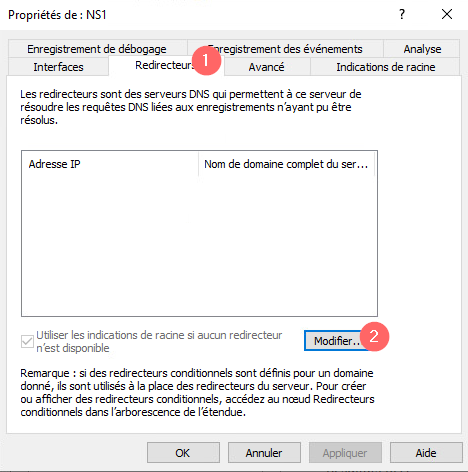 Propriétés de : NS1
?
Enregistrement de débogage
Enregistrement des événements
Analyse
Interfaces
Redirecteurs
1
Avancé
Indications de racine
Les redirecteurs sont des serveurs DNS qui permettent à ce serveur de
résoudre les requêtes DNS liées aux enregistrements n'ayant pu être
résolus.
Adresse IP
Nom de domaine complet du ser...
Utiliser les indications de racine si aucun redirecteur
n'est disponible
Modifier...
2
Remarque : si des redirecteurs conditionnels sont définis pour un domaine
donné, ils sont utilisés à la place des redirecteurs du serveur. Pour créer
ou afficher des redirecteurs conditionnels, accédez au nœud Redirecteurs
conditionnels dans l'arborescence de l'étendue.
OK
Annuler
Appliquer
Aide